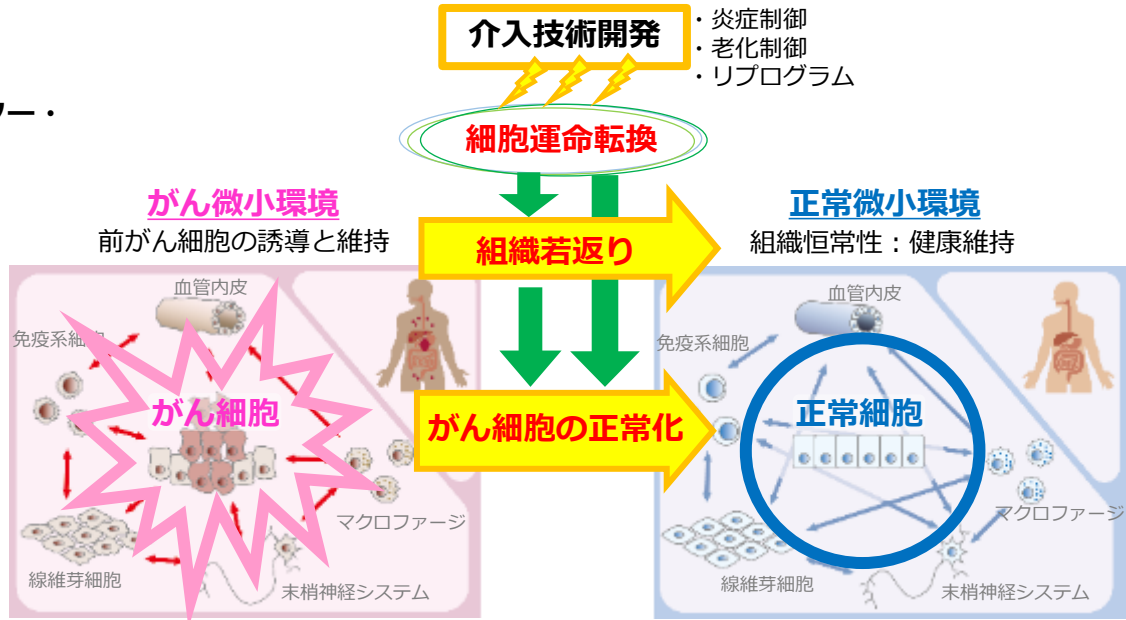 介入技術開発
・炎症制御
・老化制御
・リプログラム
ー・
細胞運命転換
がん微小環境
前がん細胞の誘導と維持
組織若返り
正常微小環境
組織恒常性：健康維持
血管内皮
免疫系細胞
がん細胞
マクロファージ
線維芽細胞
末梢神経システム
がん細胞の正常化
血管内皮
免疫系細胞
正常細胞
マクロファージ
線維芽細胞
末梢神経システム